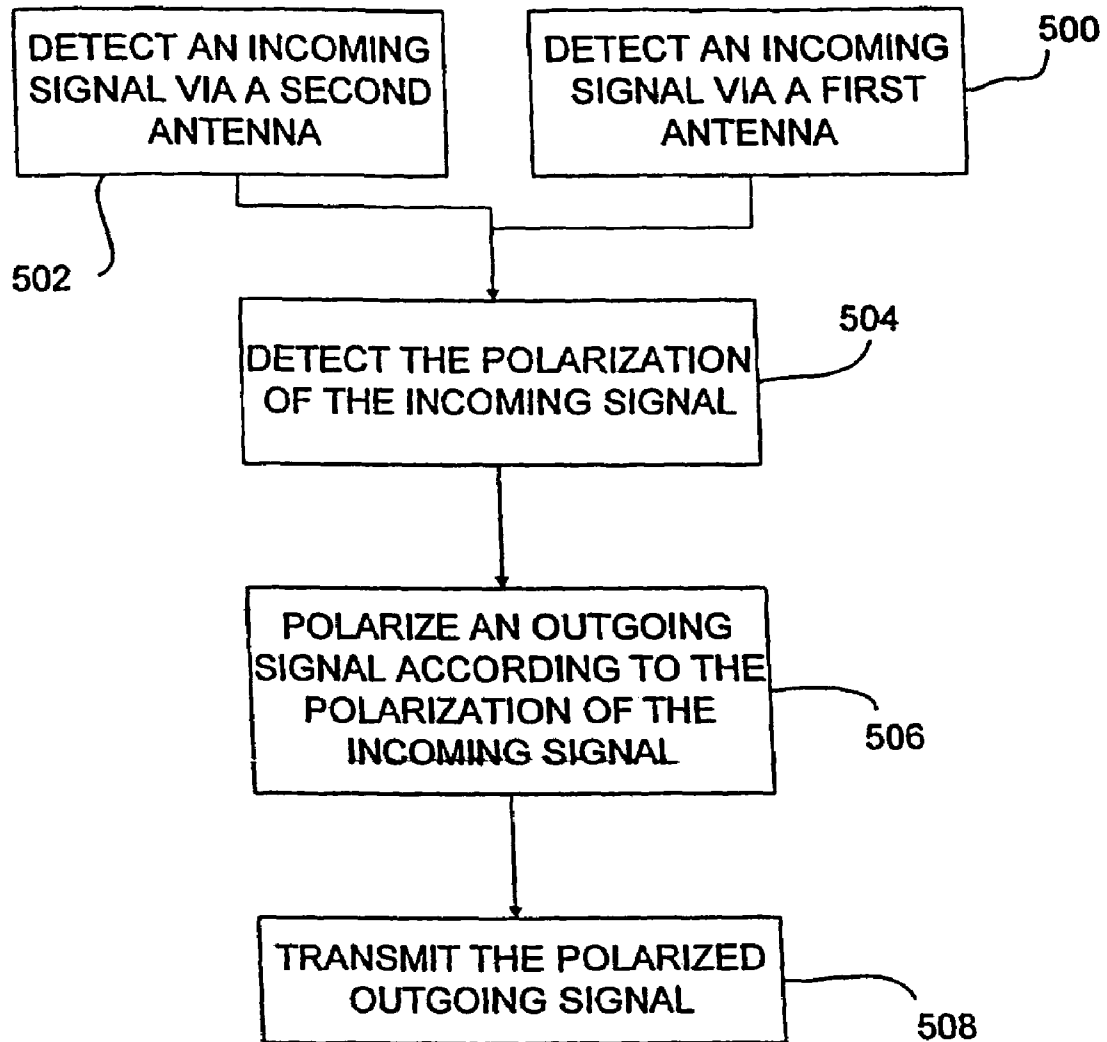 DETECT AN INCOMING
SIGNAL VIA A SECOND
ANTENNA
502
DETECT AN INCOMING
SIGNAL VIA A FIRST
ANTENNA
500
DETECT THE POLARIZATION
OF THE INCOMING SIGNAL
504
POLARIZE AN OUTGOING
SIGNAL ACCORDING TO THE
POLARIZATION OF THE
INCOMING SIGNAL
506
TRANSMIT THE POLARIZED
OUTGOING SIGNAL
508